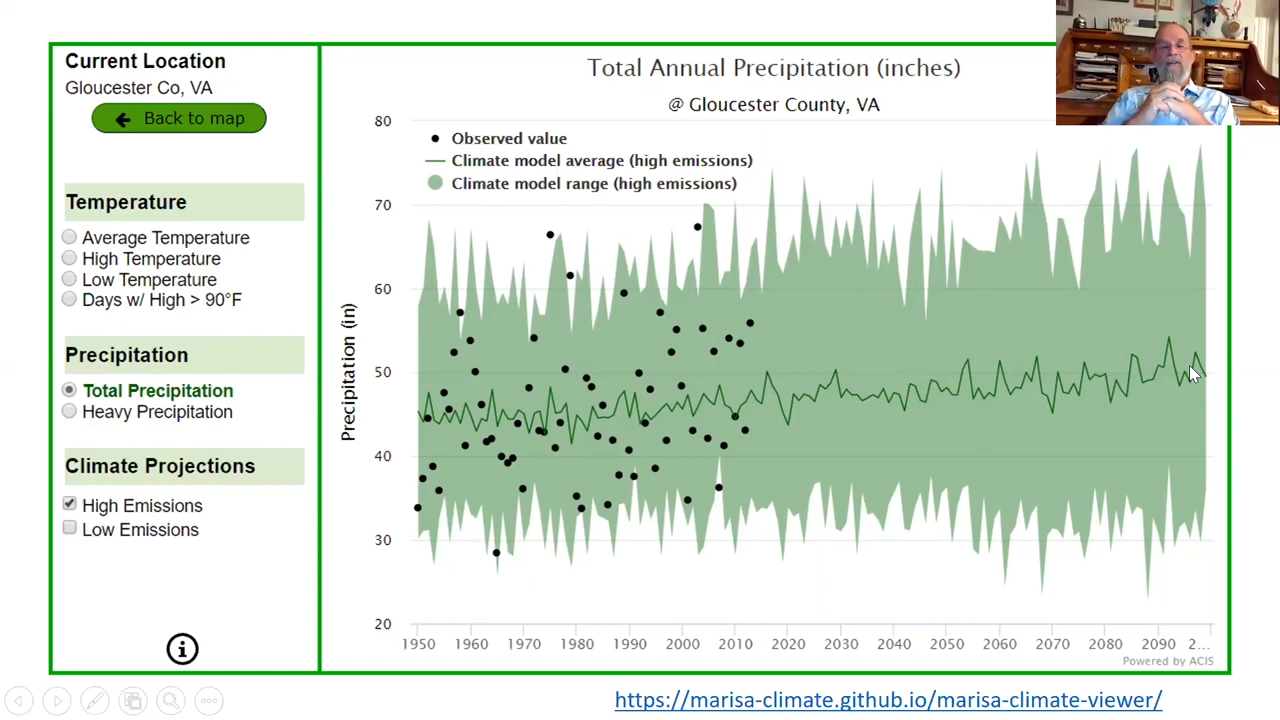 Current Location
Gloucester Co, VA
Back to map
Temperature
Average Temperature
High Temperature
Low Temperature
Days w/ High > 90°F
Precipitation
Total Precipitation
Heavy Precipitation
Climate Projections
High Emissions
Low Emissions
Total Annual Precipitation (inches)
@ Gloucester County, VA
Observed value
Climate model average (high emissions)
Climate model range (high emissions)
Precipitation (in)
80
70
60
50
40
30
20
1950 1960 1970 1980 1990 2000 2010 2020 2030 2040 2050 2060 2070 2080 2090 2...
Powered by ACIS
https://marisa-climate.github.io/marisa-climate-viewer/